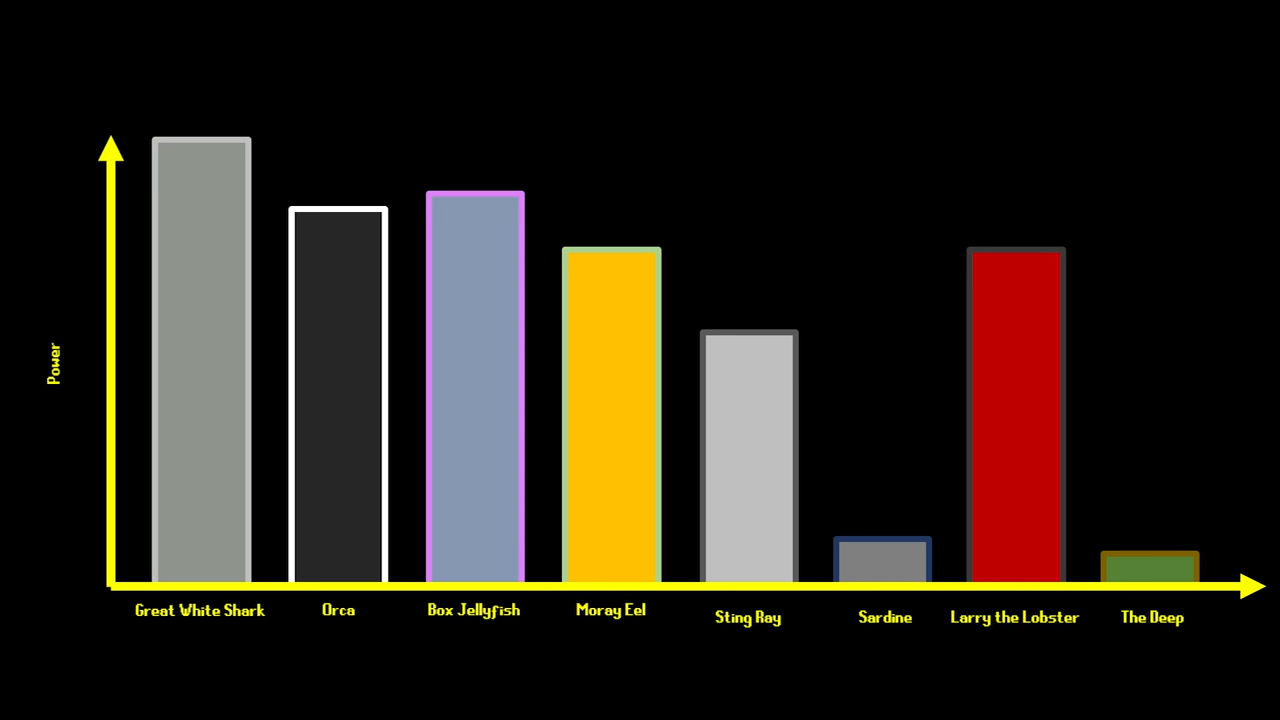 Power
Great White Shark
Orca
Box Jellyfish
Moray Eel
Sting Ray
Sardine
Larry the Lobster
The Deep